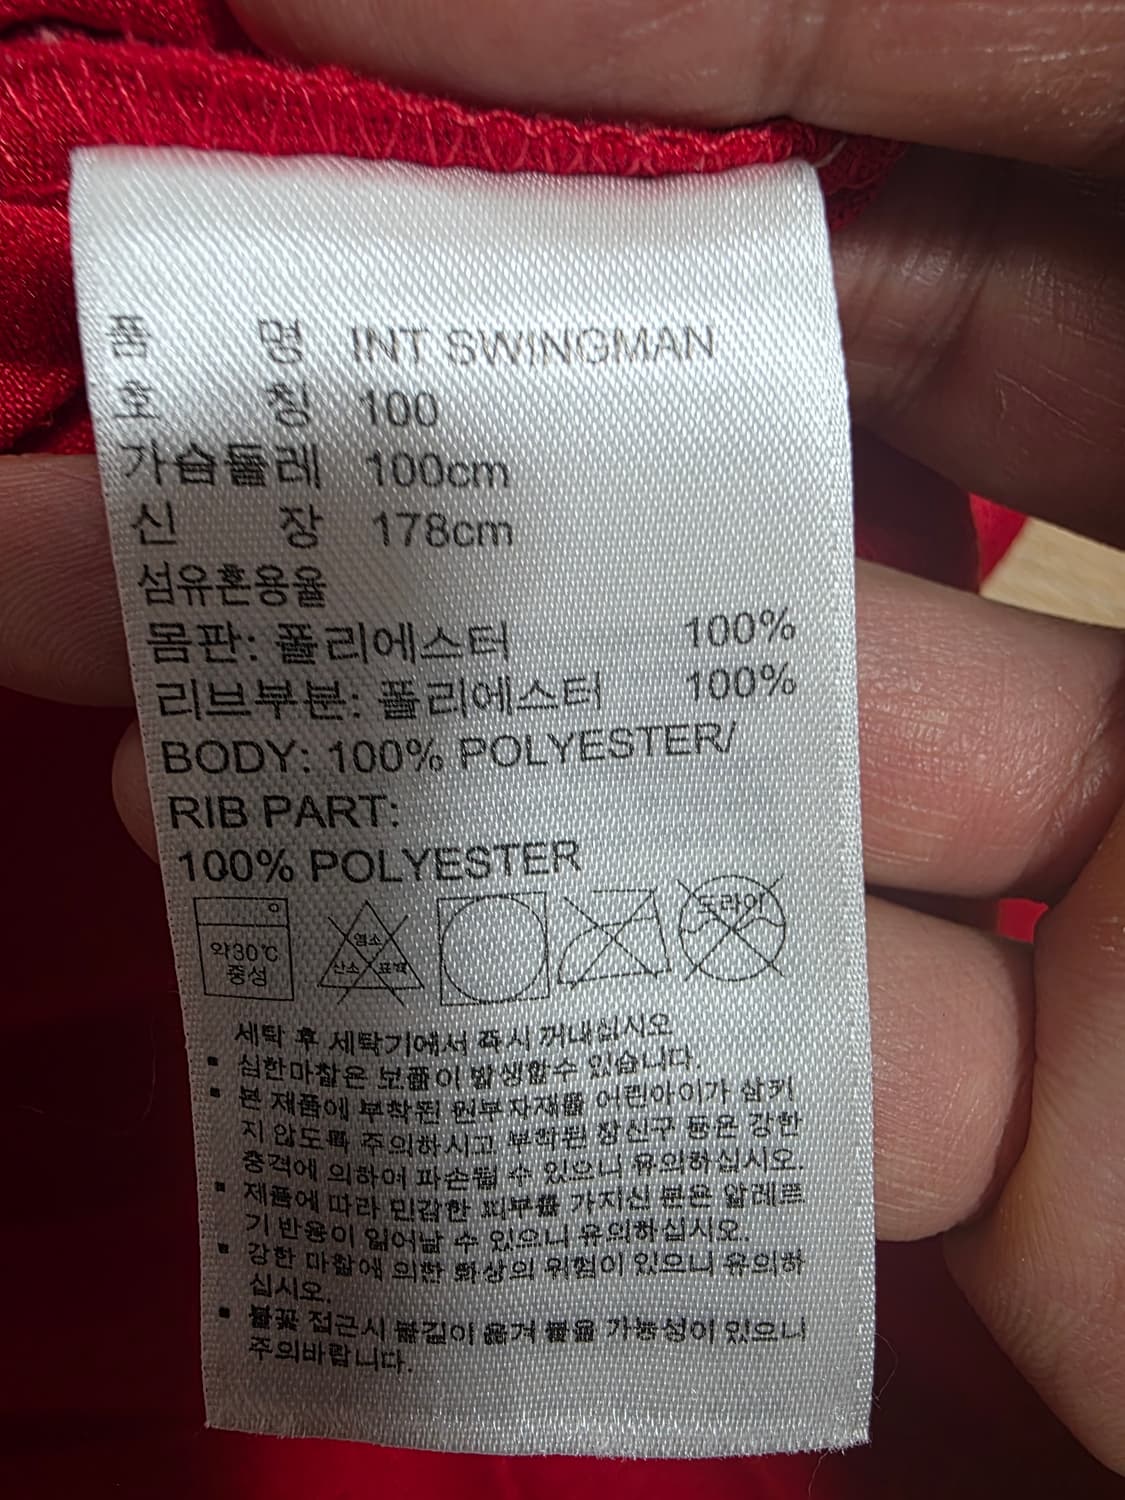 품 명 INT SWINGMAN
호 칭 100
가슴둘레 100cm
신 장 178cm
섬유혼용율
몸판: 폴리에스터 100%
리브부분: 폴리에스터 100%
BODY: 100% POLYESTER/
RIB PART:
100% POLYESTER
약30℃
중성
염소
산소 표백
드라이
세탁 후 세탁기에서 즉시 꺼내십시오
▪ 심한마찰은 보풀이 발생할수 있습니다.
▪ 본 제품에 부착된 원부자재를 어린아이가 삼키
지 않도록 주의하시고 부착된 장신구 등은 강한
충격에 의하여 파손될 수 있으니 유의하십시오.
▪ 제품에 따라 민감한 피부를 가지신 분은 알레르
기 반응이 일어날 수 있으니 유의하십시오.
▪ 강한 마찰에 의한 화상의 위험이 있으니 유의하
십시오.
▪ 불꽃 접근시 불길이 옮겨 붙을 가능성이 있으니
주의바랍니다.